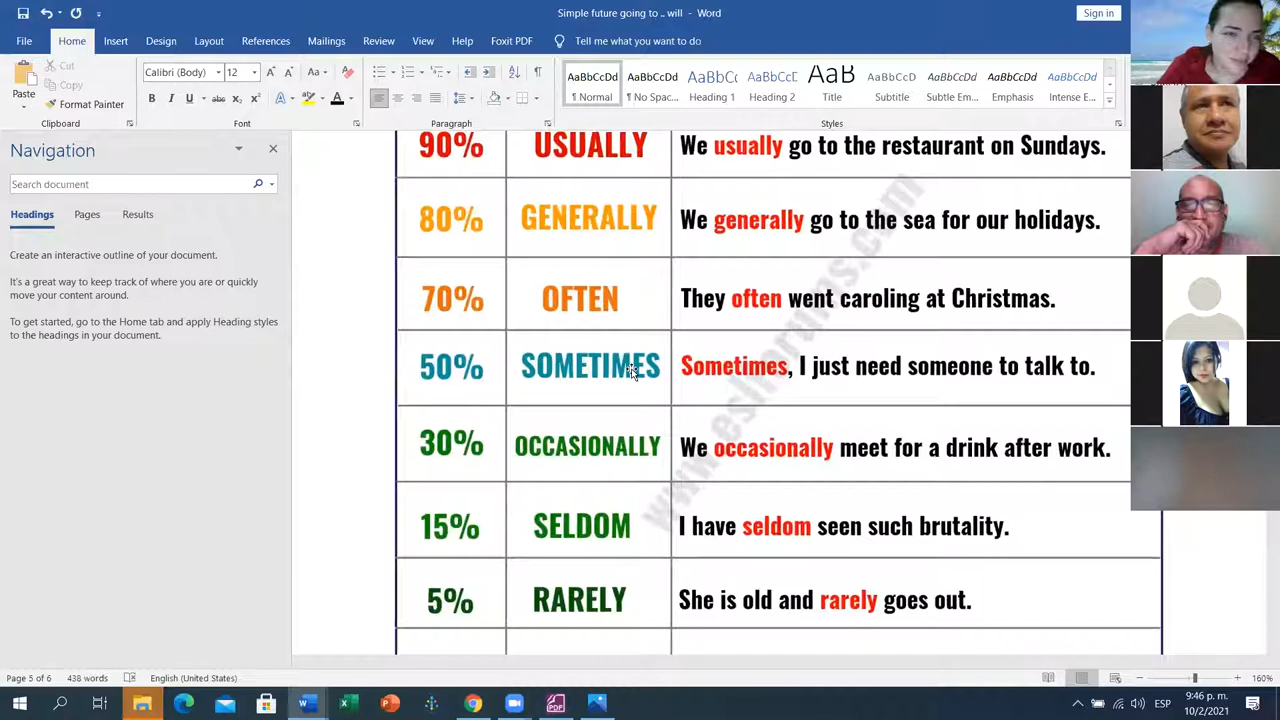 Simple future going to .. will - Word
Sign in
File Home Insert Design Layout References Mailings Review View Help Foxit PDF Tell me what you want to do
Paste
Cut
Copy
Format Painter
Calibri (Body) 12
AaBbCcDd AaBbCcDd AaBbCc AaBbCcD AaB AaBbCcDd AaBbCcDd AaBbCcDd AaBbCcDd
¶ Normal ¶ No Spac... Heading 1 Heading 2 Title Subtitle Subtle Em... Emphasis Intense E...
Clipboard Font Paragraph Styles
Navigation
Search document
Headings Pages Results
Create an interactive outline of your document.
It's a great way to keep track of where you are or quickly
move your content around.
To get started, go to the Home tab and apply Heading styles
to the headings in your document.
90% USUALLY We usually go to the restaurant on Sundays.
80% GENERALLY We generally go to the sea for our holidays.
70% OFTEN They often went caroling at Christmas.
50% SOMETIMES Sometimes, I just need someone to talk to.
30% OCCASIONALLY We occasionally meet for a drink after work.
15% SELDOM I have seldom seen such brutality.
5% RARELY She is old and rarely goes out.
www.eslforums.com
Page 5 of 6 438 words English (United States) 160%
ESP
9:46 p. m.
10/2/2021